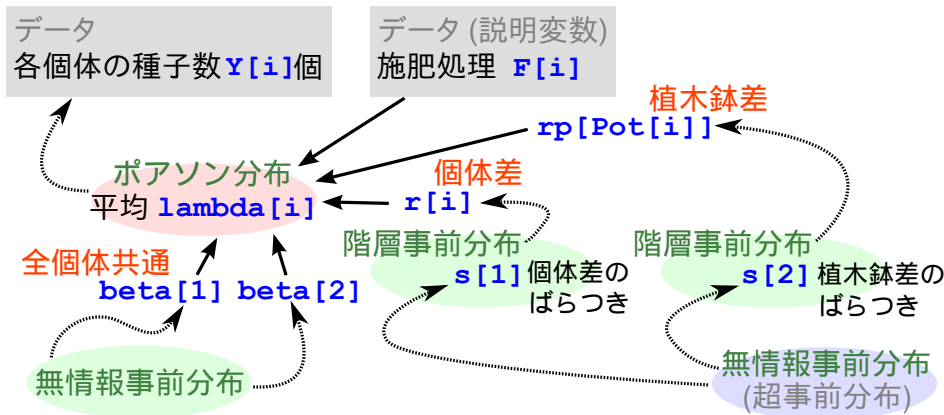 データ
各個体の種子数 Y[i]個
データ (説明変数)
施肥処理 F[i]
植木鉢差
rp[Pot[i]]
ポアソン分布
平均 lambda[i]
個体差
r[i]
全個体共通
beta[1] beta[2]
階層事前分布
s[1] 個体差の
ばらつき
階層事前分布
s[2] 植木鉢差の
ばらつき
無情報事前分布
無情報事前分布
(超事前分布)